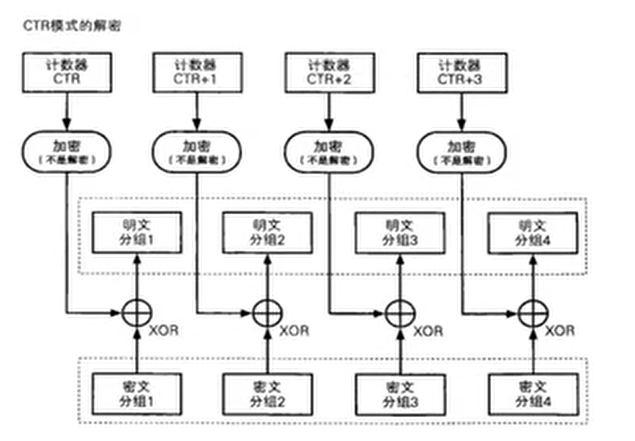 CTR模式的解密
计数器
CTR
计数器
CTR+1
计数器
CTR+2
计数器
CTR+3
加密
(不是解密)
加密
(不是解密)
加密
(不是解密)
加密
(不是解密)
明文
分组1
明文
分组2
明文
分组3
明文
分组4
XOR
XOR
XOR
XOR
密文
分组1
密文
分组2
密文
分组3
密文
分组4